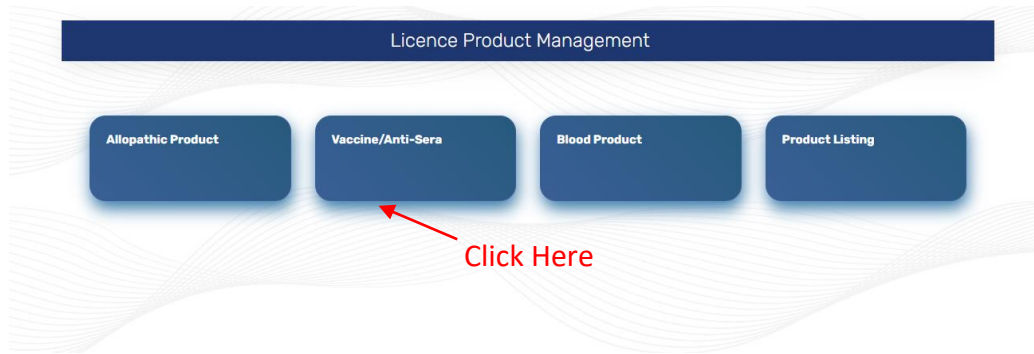 Licence Product Management
Allopathic Product
Vaccine/Anti-Sera
Blood Product
Product Listing
Click Here